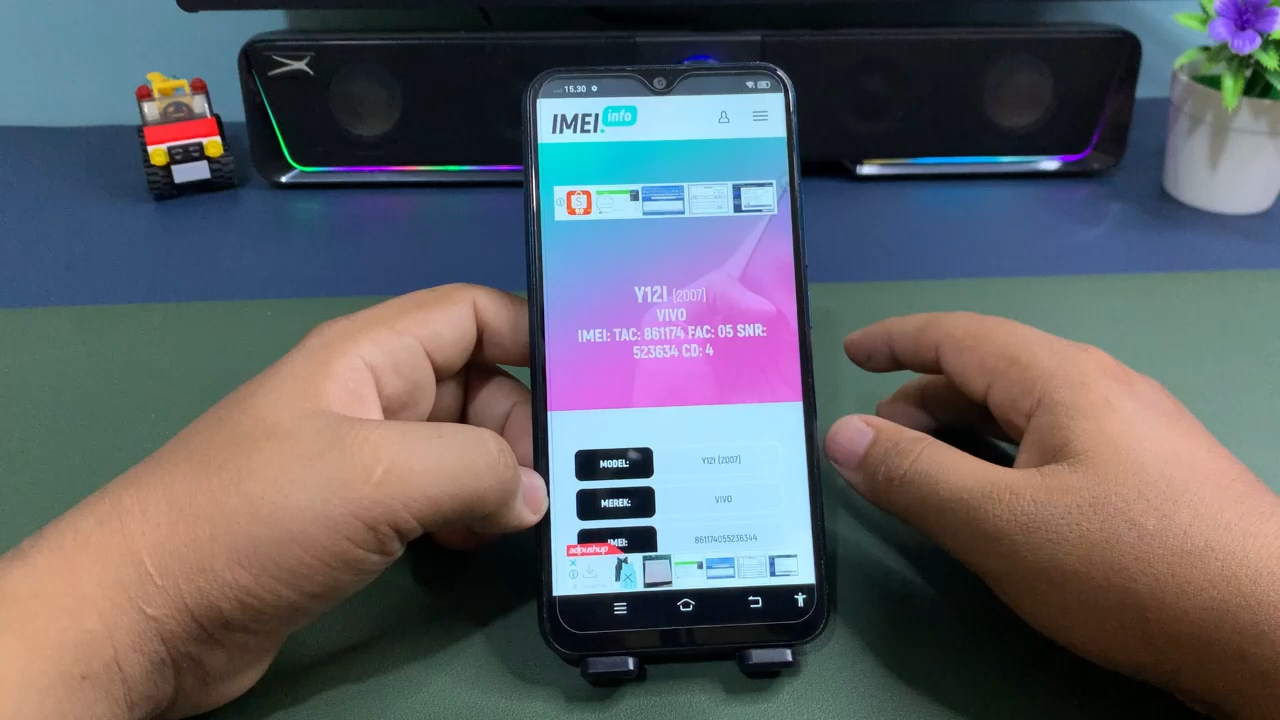 15.30
IMEI.info
Y12I (2007)
VIVO
IMEI: TAC: 861174 FAC: 05 SNR:
523634 CD: 4
MODEL: Y12I (2007)
MEREK: VIVO
IMEI: 861174055236344
adpushup